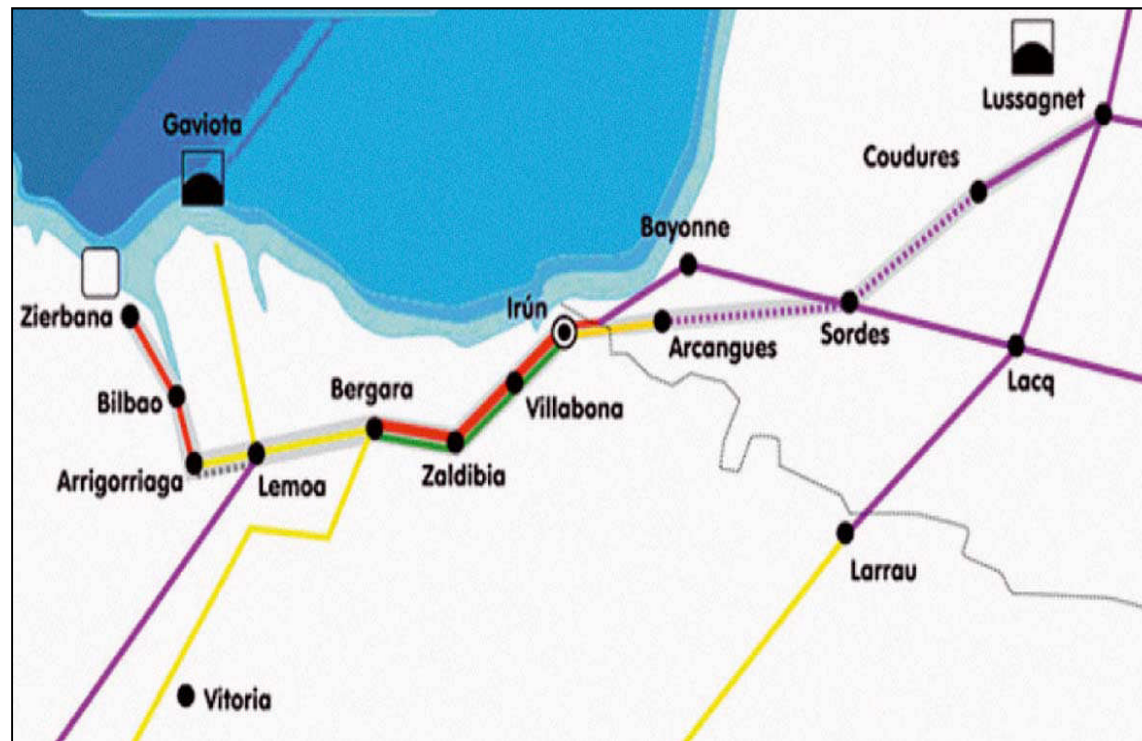 Lussagnet
Gaviota
Coudures
Bayonne
Irún
Zierbana
Arcangues
Sordes
Lacq
Bergara
Villabona
Bilbao
Zaldibia
Arrigorriaga
Lemoa
Larrau
Vitoria